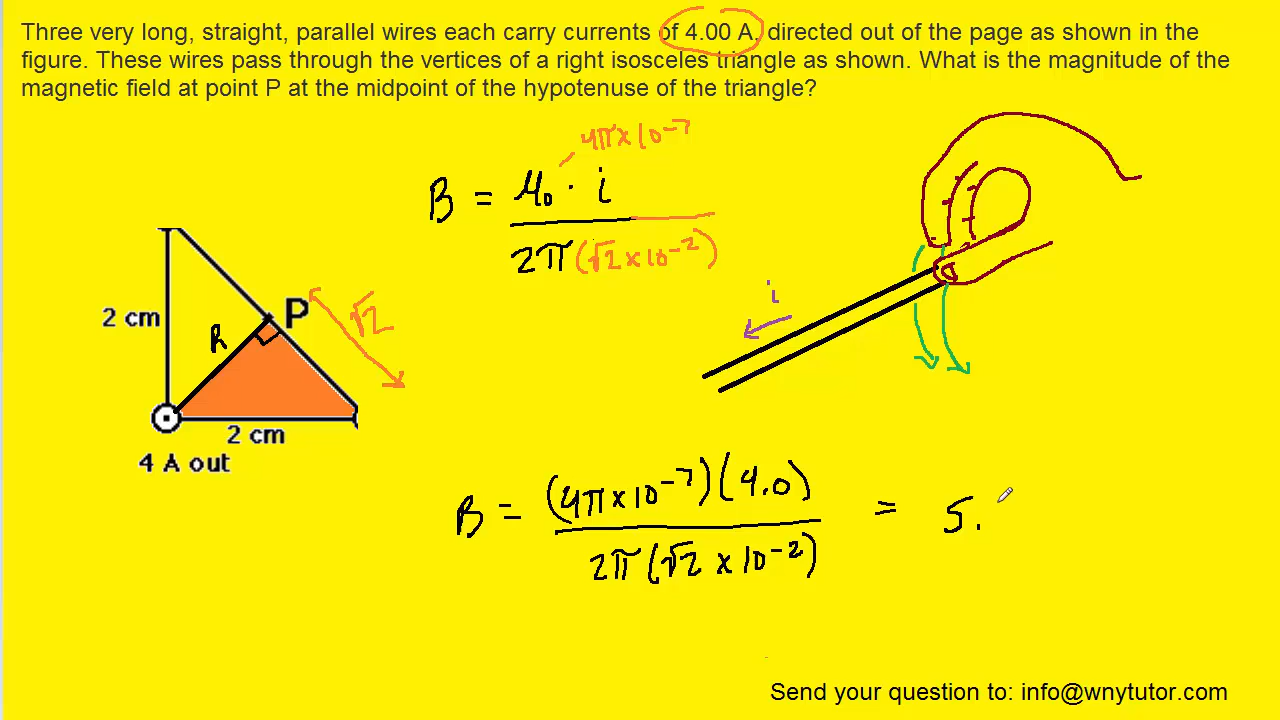 Three very long, straight, parallel wires each carry currents of 4.00 A, directed out of the page as shown in the
figure. These wires pass through the vertices of a right isosceles triangle as shown. What is the magnitude of the
magnetic field at point P at the midpoint of the hypotenuse of the triangle?
4π×10⁻⁷
B = μ₀ · i
2π(√2 × 10⁻²)
i
2 cm
R
P
√2
2 cm
4 A out
B = (4π×10⁻⁷)(4.0) = 5.
2π(√2 × 10⁻²)
Send your question to: info@wnytutor.com